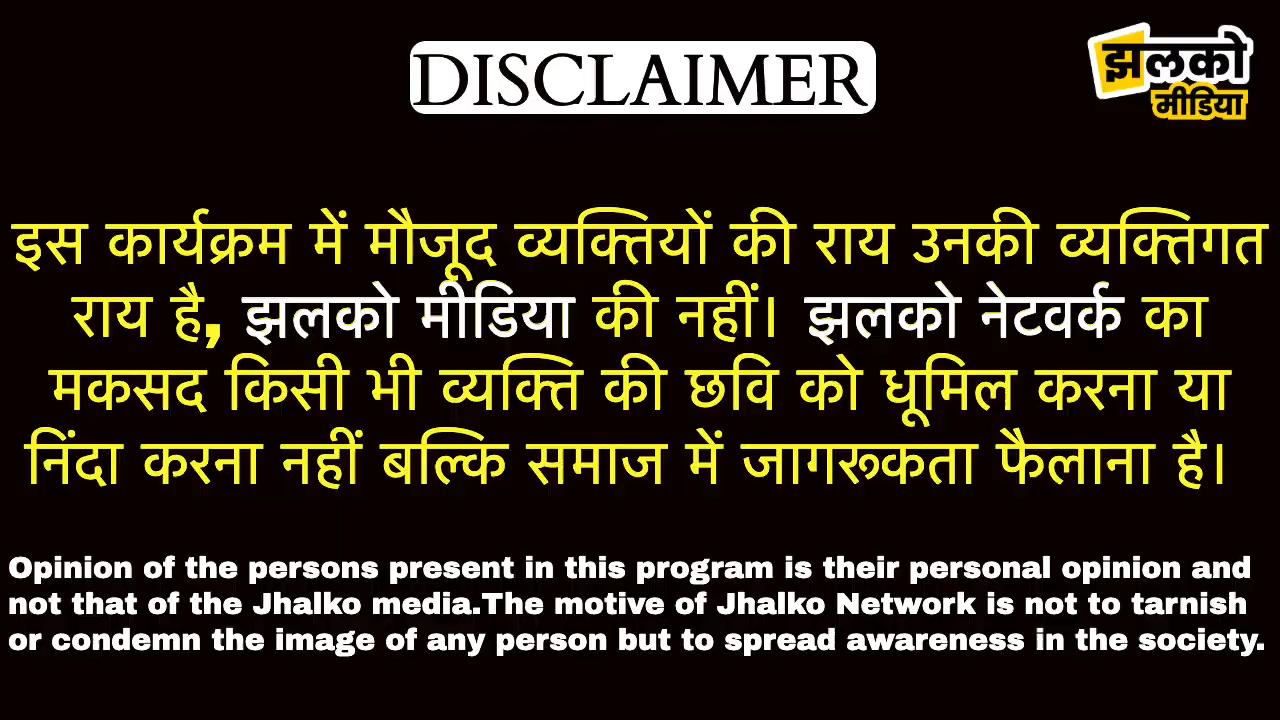 DISCLAIMER
झलको
मीडिया
इस कार्यक्रम में मौजूद व्यक्तियों की राय उनकी व्यक्तिगत
राय है, झलको मीडिया की नहीं। झलको नेटवर्क का
मकसद किसी भी व्यक्ति की छवि को धूमिल करना या
निंदा करना नहीं बल्कि समाज में जागरूकता फैलाना है।
Opinion of the persons present in this program is their personal opinion and
not that of the Jhalko media.The motive of Jhalko Network is not to tarnish
or condemn the image of any person but to spread awareness in the society.